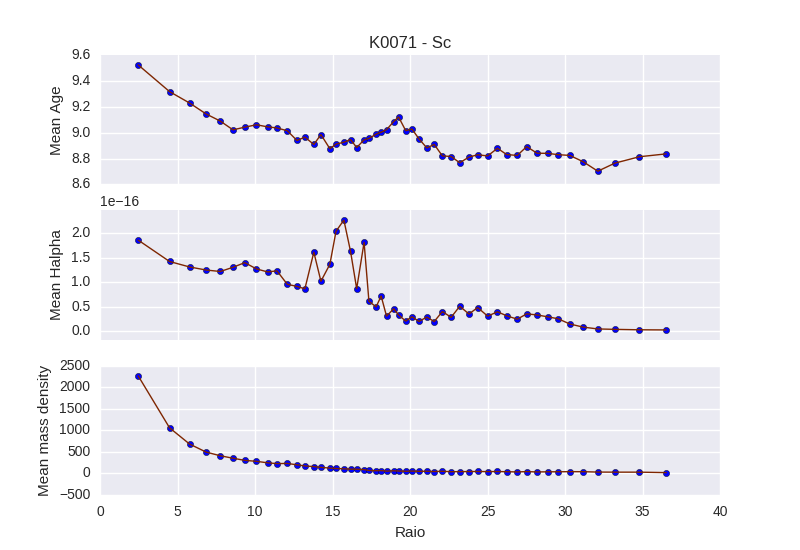 K0071 - Sc
9.6
9.4
9.2
9.0
8.8
8.6
Mean Age
1e−16
2.0
1.5
1.0
0.5
0.0
Mean Halpha
2500
2000
1500
1000
500
0
−500
Mean mass density
0 5 10 15 20 25 30 35 40
Raio